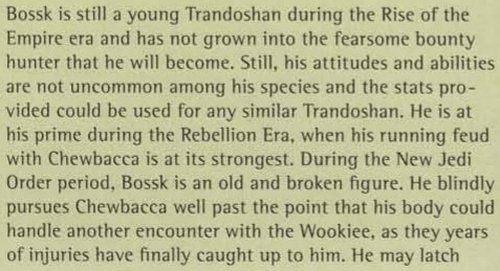 Bossk is still a young Trandoshan during the Rise of the
Empire era and has not grown into the fearsome bounty
hunter that he will become. Still, his attitudes and abilities
are not uncommon among his species and the stats pro-
vided could be used for any similar Trandoshan. He is at
his prime during the Rebellion Era, when his running feud
with Chewbacca is at its strongest. During the New Jedi
Order period, Bossk is an old and broken figure. He blindly
pursues Chewbacca well past the point that his body could
handle another encounter with the Wookiee, as they years
of injuries have finally caught up to him. He may latch